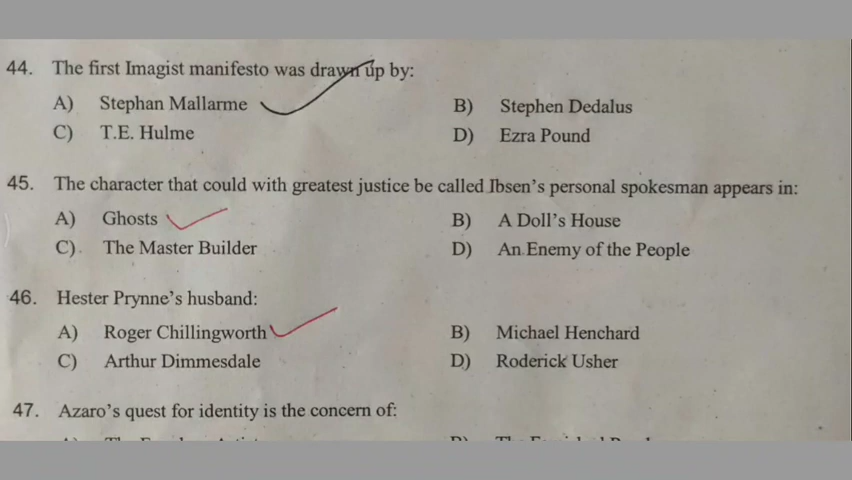 44. The first Imagist manifesto was drawn up by:
A) Stephan Mallarme B) Stephen Dedalus
C) T.E. Hulme D) Ezra Pound
45. The character that could with greatest justice be called Ibsen's personal spokesman appears in:
A) Ghosts B) A Doll's House
C) The Master Builder D) An Enemy of the People
46. Hester Prynne's husband:
A) Roger Chillingworth B) Michael Henchard
C) Arthur Dimmesdale D) Roderick Usher
47. Azaro's quest for identity is the concern of: